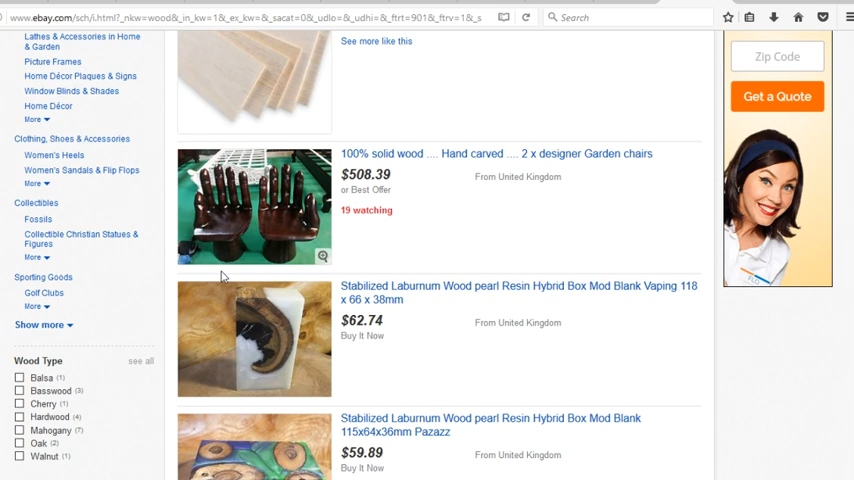 www.ebay.com/sch/i.html?_nkw=wood&_in_kw=1&_ex_kw=&_sacat=0&_udlo=&_udhi=&_ftrt=901&_ftrv=1&_s
Search
Lathes & Accessories in Home
& Garden
Picture Frames
Home Décor Plaques & Signs
Window Blinds & Shades
Home Décor
More
Clothing, Shoes & Accessories
Women's Heels
Women's Sandals & Flip Flops
More
Collectibles
Fossils
Collectible Christian Statues &
Figures
More
Sporting Goods
Golf Clubs
More
Show more
Wood Type see all
Balsa (1)
Basswood (3)
Cherry (1)
Hardwood (4)
Mahogany (7)
Oak (2)
Walnut (1)
See more like this
100% solid wood .... Hand carved .... 2 x designer Garden chairs
$508.39 From United Kingdom
or Best Offer
19 watching
Stabilized Laburnum Wood pearl Resin Hybrid Box Mod Blank Vaping 118
x 66 x 38mm
$62.74 From United Kingdom
Buy It Now
Stabilized Laburnum Wood pearl Resin Hybrid Box Mod Blank
115x64x36mm Pazazz
$59.89 From United Kingdom
Buy It Now
Zip Code
Get a Quote
FLO